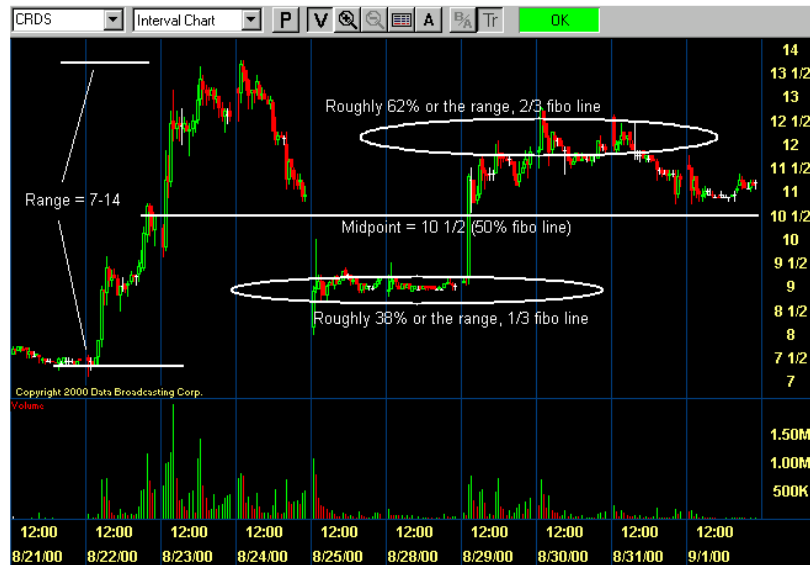 CRDS Interval Chart P V A B/A Tr OK
14
13 1/2
13
Roughly 62% or the range, 2/3 fibo line
12 1/2
12
11 1/2
11
Range = 7-14
10 1/2
Midpoint = 10 1/2 (50% fibo line)
10
9 1/2
9
Roughly 38% or the range, 1/3 fibo line
8 1/2
8
7 1/2
7
Copyright 2000 Data Broadcasting Corp.
Volume
1.50M
1.00M
500K
12:00 12:00 12:00 12:00 12:00 12:00 12:00 12:00 12:00 12:00
8/21/00 8/22/00 8/23/00 8/24/00 8/25/00 8/28/00 8/29/00 8/30/00 8/31/00 9/1/00